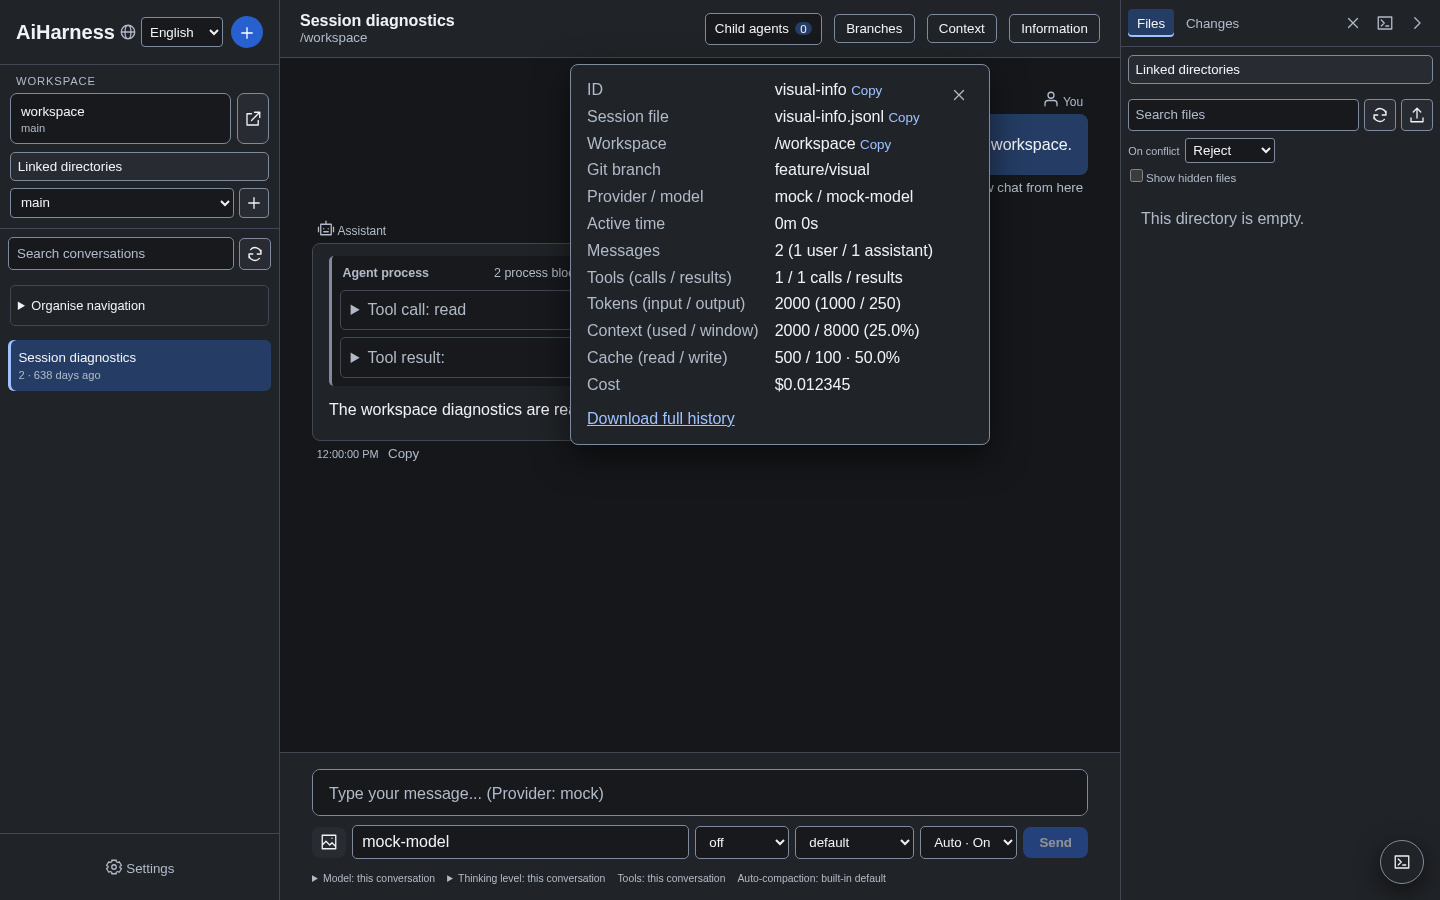 AiHarness
English
WORKSPACE
workspace
main
Linked directories
main
Search conversations
Organise navigation
Session diagnostics
2 · 638 days ago
Settings
Session diagnostics
/workspace
Child agents 0
Branches
Context
Information
You
workspace.
chat from here
Assistant
Agent process
2 process
Tool call: read
Tool result:
The workspace diagnostics are
12:00:00 PM Copy
ID visual-info Copy
Session file visual-info.jsonl Copy
Workspace /workspace Copy
Git branch feature/visual
Provider / model mock / mock-model
Active time 0m 0s
Messages 2 (1 user / 1 assistant)
Tools (calls / results) 1 / 1 calls / results
Tokens (input / output) 2000 (1000 / 250)
Context (used / window) 2000 / 8000 (25.0%)
Cache (read / write) 500 / 100 · 50.0%
Cost $0.012345
Download full history
Type your message... (Provider: mock)
mock-model
off
default
Auto · On
Send
Model: this conversation
Thinking level: this conversation
Tools: this conversation
Auto-compaction: built-in default
Files
Changes
Linked directories
Search files
On conflict Reject
Show hidden files
This directory is empty.